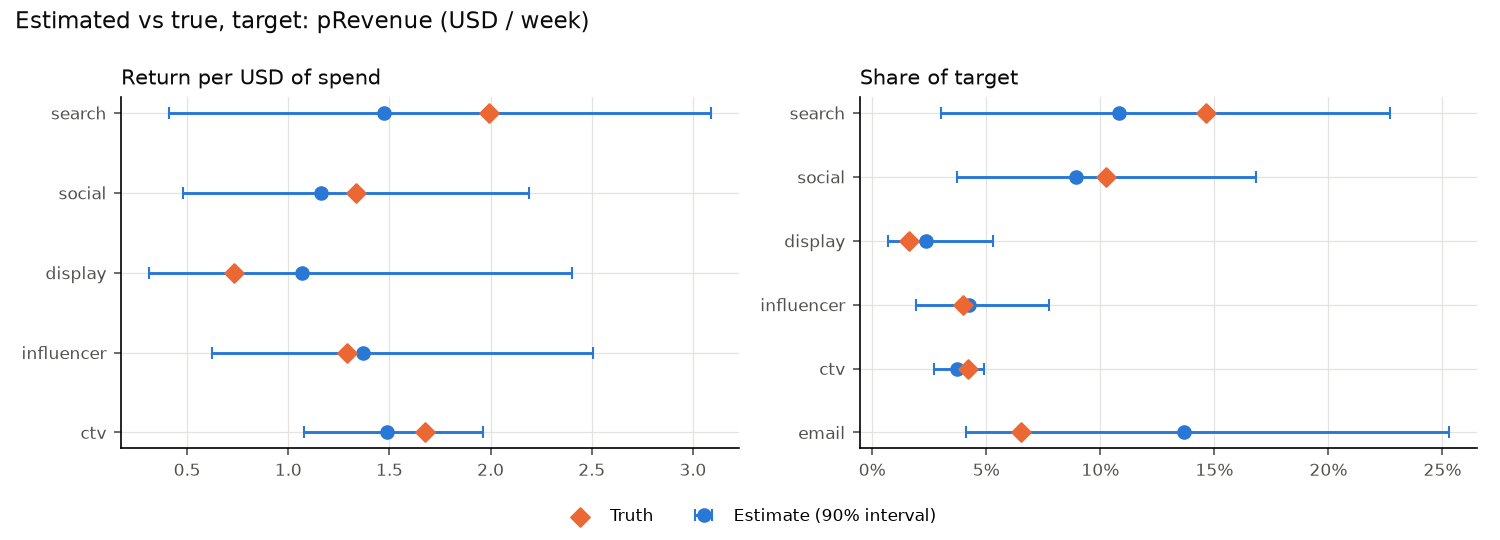 Estimated vs true, target: pRevenue (USD / week)
Return per USD of spend
search
social
display
influencer
ctv
0.5 1.0 1.5 2.0 2.5 3.0
Share of target
search
social
display
influencer
ctv
email
0% 5% 10% 15% 20% 25%
Truth Estimate (90% interval)